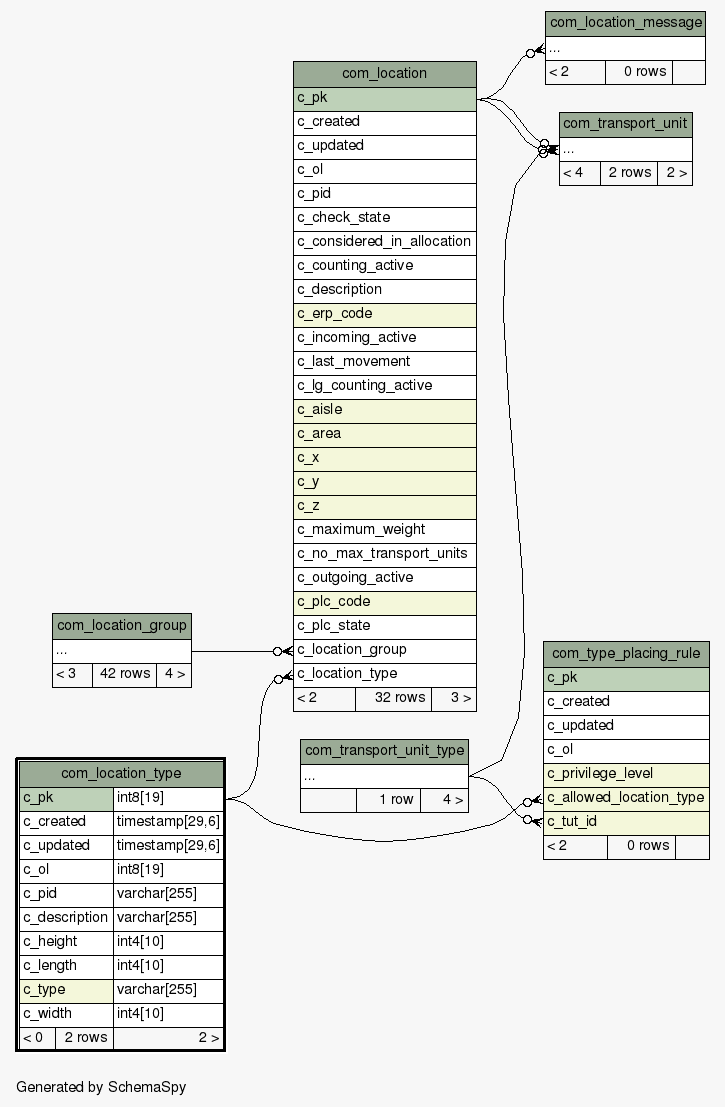 com_location_message
...
< 2 0 rows
com_location
c_pk
c_created
c_updated
c_ol
c_pid
c_check_state
c_considered_in_allocation
c_counting_active
c_description
c_erp_code
c_incoming_active
c_last_movement
c_lg_counting_active
c_aisle
c_area
c_x
c_y
c_z
c_maximum_weight
c_no_max_transport_units
c_outgoing_active
c_plc_code
c_plc_state
c_location_group
c_location_type
< 2 32 rows 3 >
com_transport_unit
...
< 4 2 rows 2 >
com_location_group
...
< 3 42 rows 4 >
com_type_placing_rule
c_pk
c_created
c_updated
c_ol
c_privilege_level
c_allowed_location_type
c_tut_id
< 2 0 rows
com_transport_unit_type
...
1 row 4 >
com_location_type
c_pk int8[19]
c_created timestamp[29,6]
c_updated timestamp[29,6]
c_ol int8[19]
c_pid varchar[255]
c_description varchar[255]
c_height int4[10]
c_length int4[10]
c_type varchar[255]
c_width int4[10]
< 0 2 rows 2 >
Generated by SchemaSpy